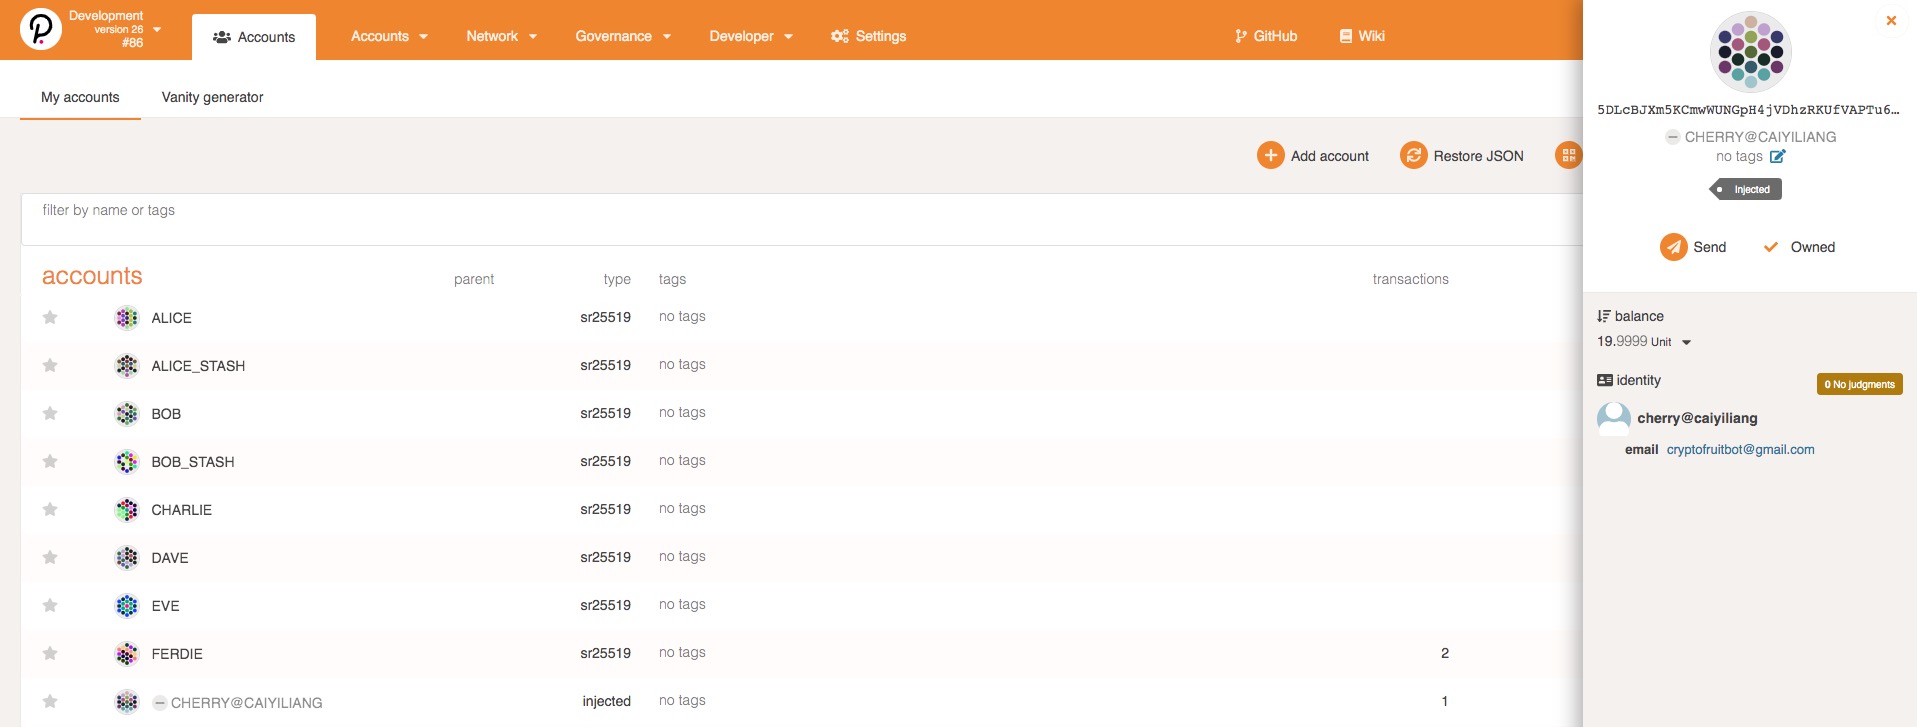 Development
version 26
#86
Accounts
Accounts
Network
Governance
Developer
Settings
GitHub
Wiki
My accounts
Vanity generator
Add account
Restore JSON
filter by name or tags
accounts parent type tags transactions
ALICE sr25519 no tags
ALICE_STASH sr25519 no tags
BOB sr25519 no tags
BOB_STASH sr25519 no tags
CHARLIE sr25519 no tags
DAVE sr25519 no tags
EVE sr25519 no tags
FERDIE sr25519 no tags 2
CHERRY@CAIYILIANG injected no tags 1
5DLcBJXm5KCmwWUNGpH4jVDhzRKUfVAPTu6…
CHERRY@CAIYILIANG
no tags
Injected
Send
Owned
balance
19.9999 Unit
identity
0 No judgments
cherry@caiyiliang
email cryptofruitbot@gmail.com